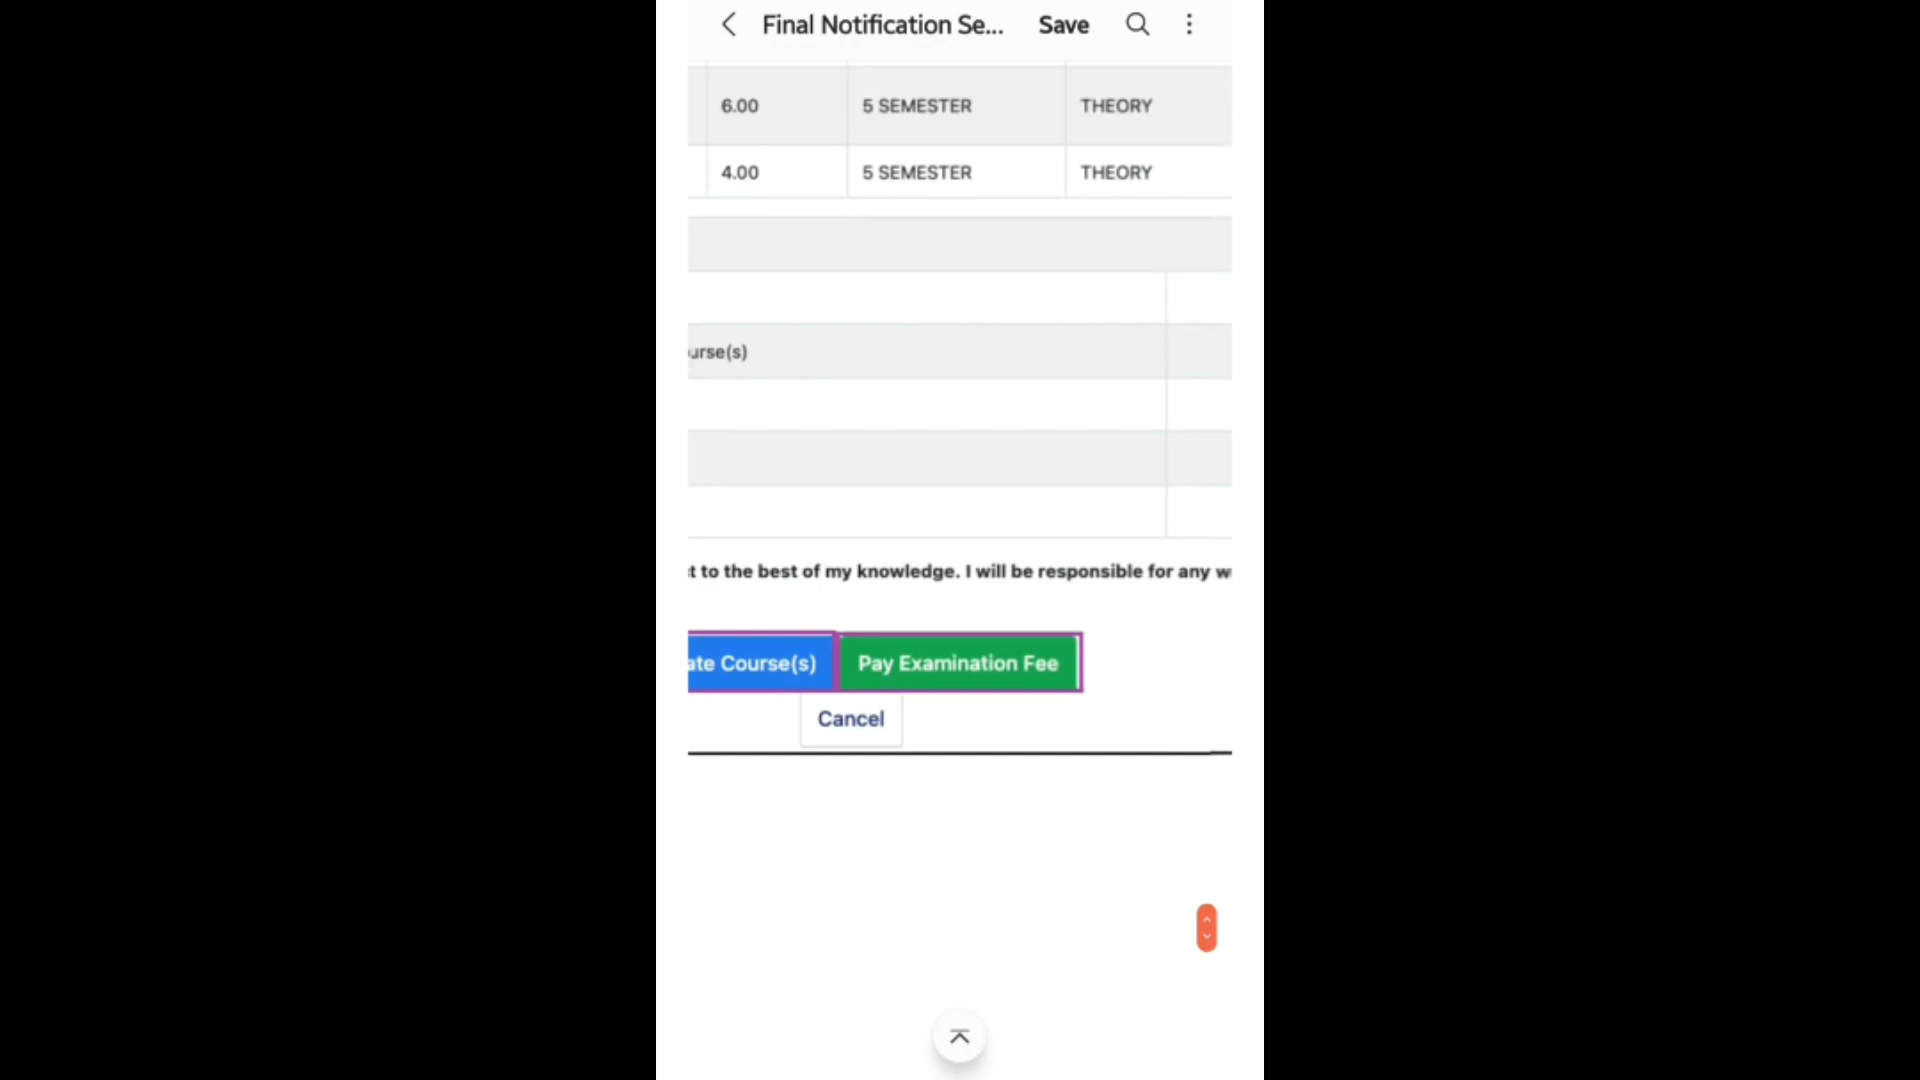 Final Notification Se... Save
6.00 5 SEMESTER THEORY
4.00 5 SEMESTER THEORY
urse(s)
t to the best of my knowledge. I will be responsible for any w
ate Course(s) Pay Examination Fee
Cancel